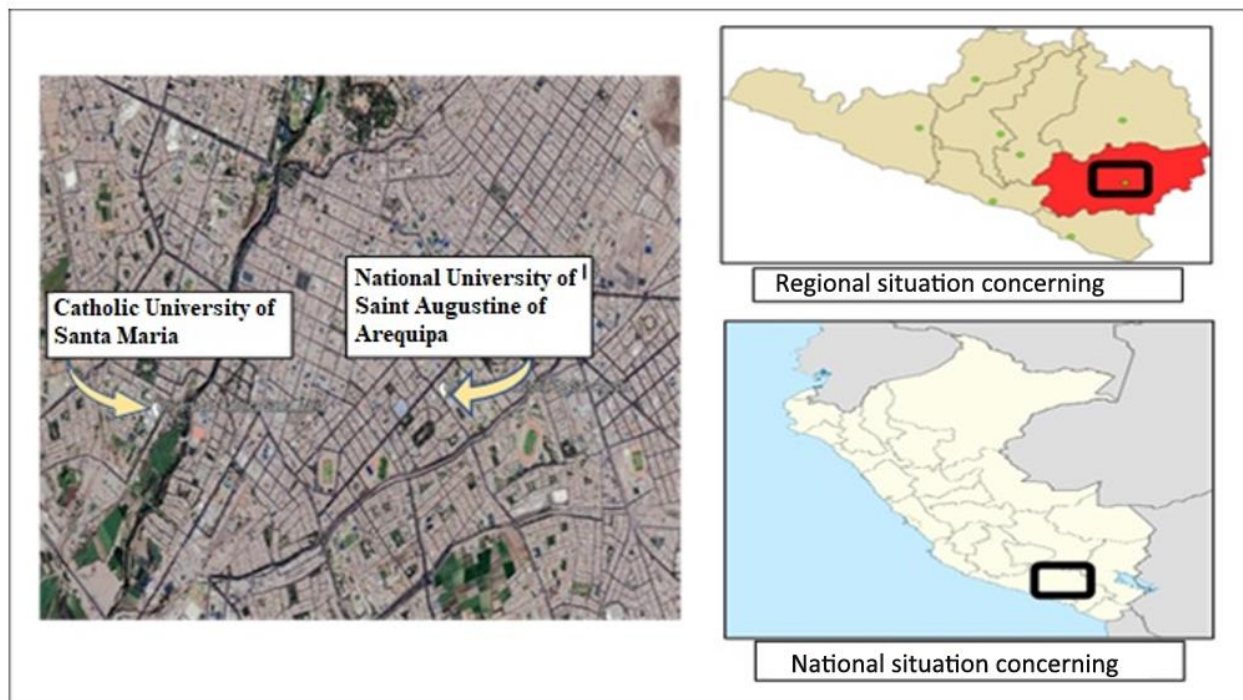 Catholic University of
Santa Maria
National University of
Saint Augustine of
Arequipa
Regional situation concerning
National situation concerning